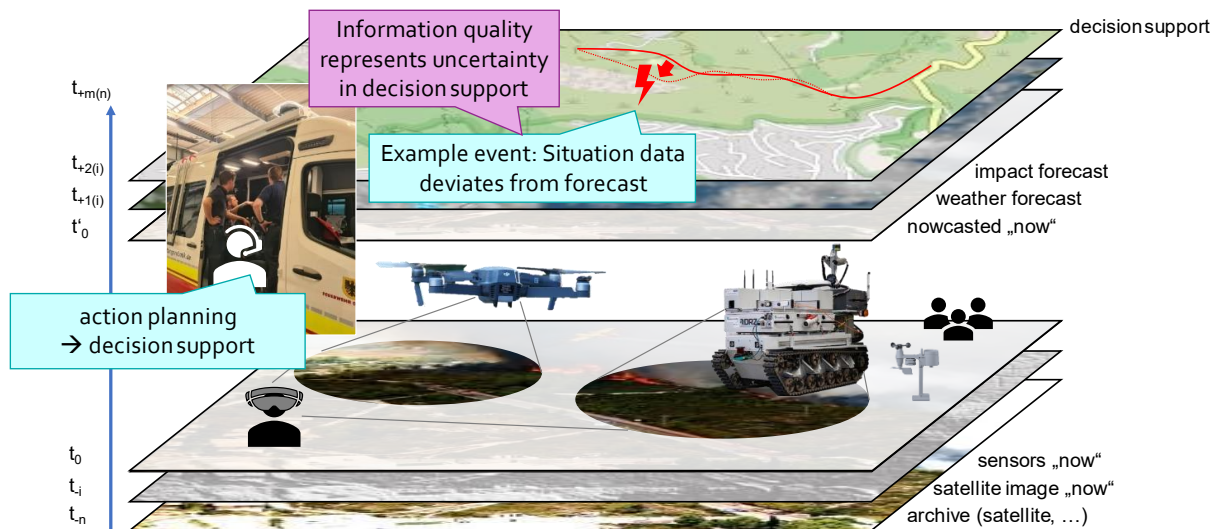 decision support
Information quality
represents uncertainty
in decision support
Example event: Situation data
deviates from forecast
t+m(n)
t+2(i)
t+1(i)
t‘0
impact forecast
weather forecast
nowcasted „now“
action planning
→ decision support
t0
t-i
t-n
sensors „now“
satellite image „now“
archive (satellite, …)